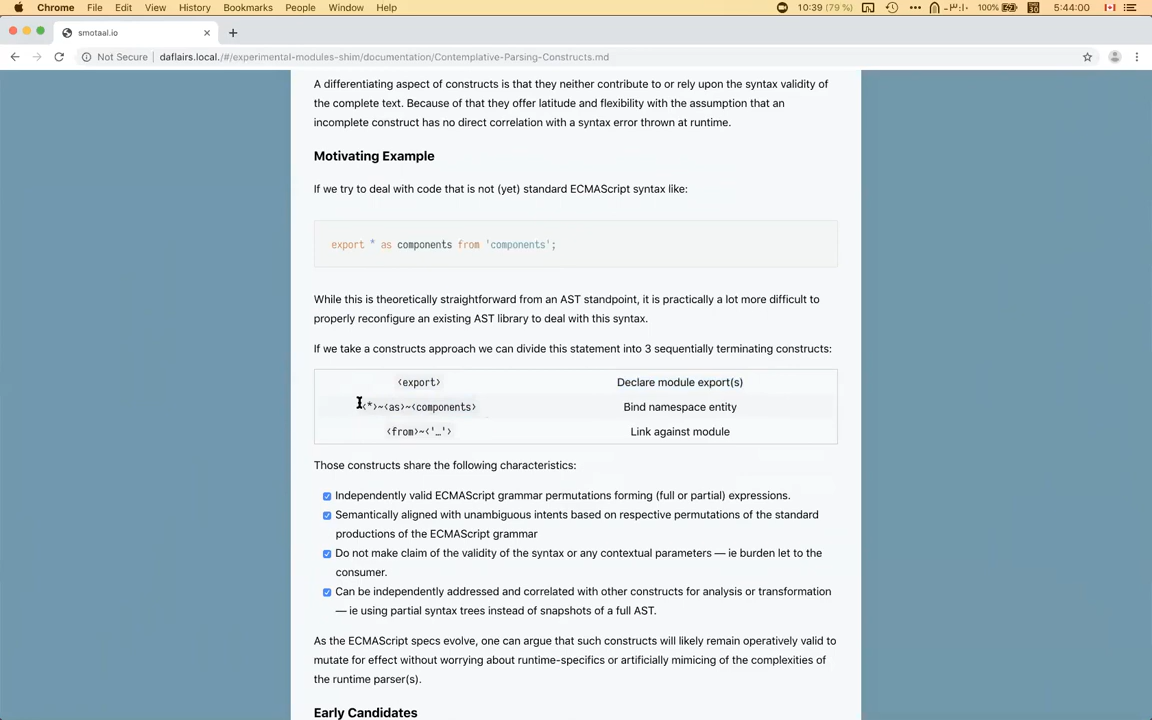 Chrome File Edit View History Bookmarks People Window Help 10:39 (79 %) 100% 5:44:00
smotaal.io
Not Secure daflairs.local./#/experimental-modules-shim/documentation/Contemplative-Parsing-Constructs.md
A differentiating aspect of constructs is that they neither contribute to or rely upon the syntax validity of
the complete text. Because of that they offer latitude and flexibility with the assumption that an
incomplete construct has no direct correlation with a syntax error thrown at runtime.
Motivating Example
If we try to deal with code that is not (yet) standard ECMAScript syntax like:
export * as components from 'components';
While this is theoretically straightforward from an AST standpoint, it is practically a lot more difficult to
properly reconfigure an existing AST library to deal with this syntax.
If we take a constructs approach we can divide this statement into 3 sequentially terminating constructs:
‹export› Declare module export(s)
‹*›~‹as›~‹components› Bind namespace entity
‹from›~‹'…'› Link against module
Those constructs share the following characteristics:
Independently valid ECMAScript grammar permutations forming (full or partial) expressions.
Semantically aligned with unambiguous intents based on respective permutations of the standard
productions of the ECMAScript grammar
Do not make claim of the validity of the syntax or any contextual parameters — ie burden let to the
consumer.
Can be independently addressed and correlated with other constructs for analysis or transformation
— ie using partial syntax trees instead of snapshots of a full AST.
As the ECMAScript specs evolve, one can argue that such constructs will likely remain operatively valid to
mutate for effect without worrying about runtime-specifics or artificially mimicing of the complexities of
the runtime parser(s).
Early Candidates